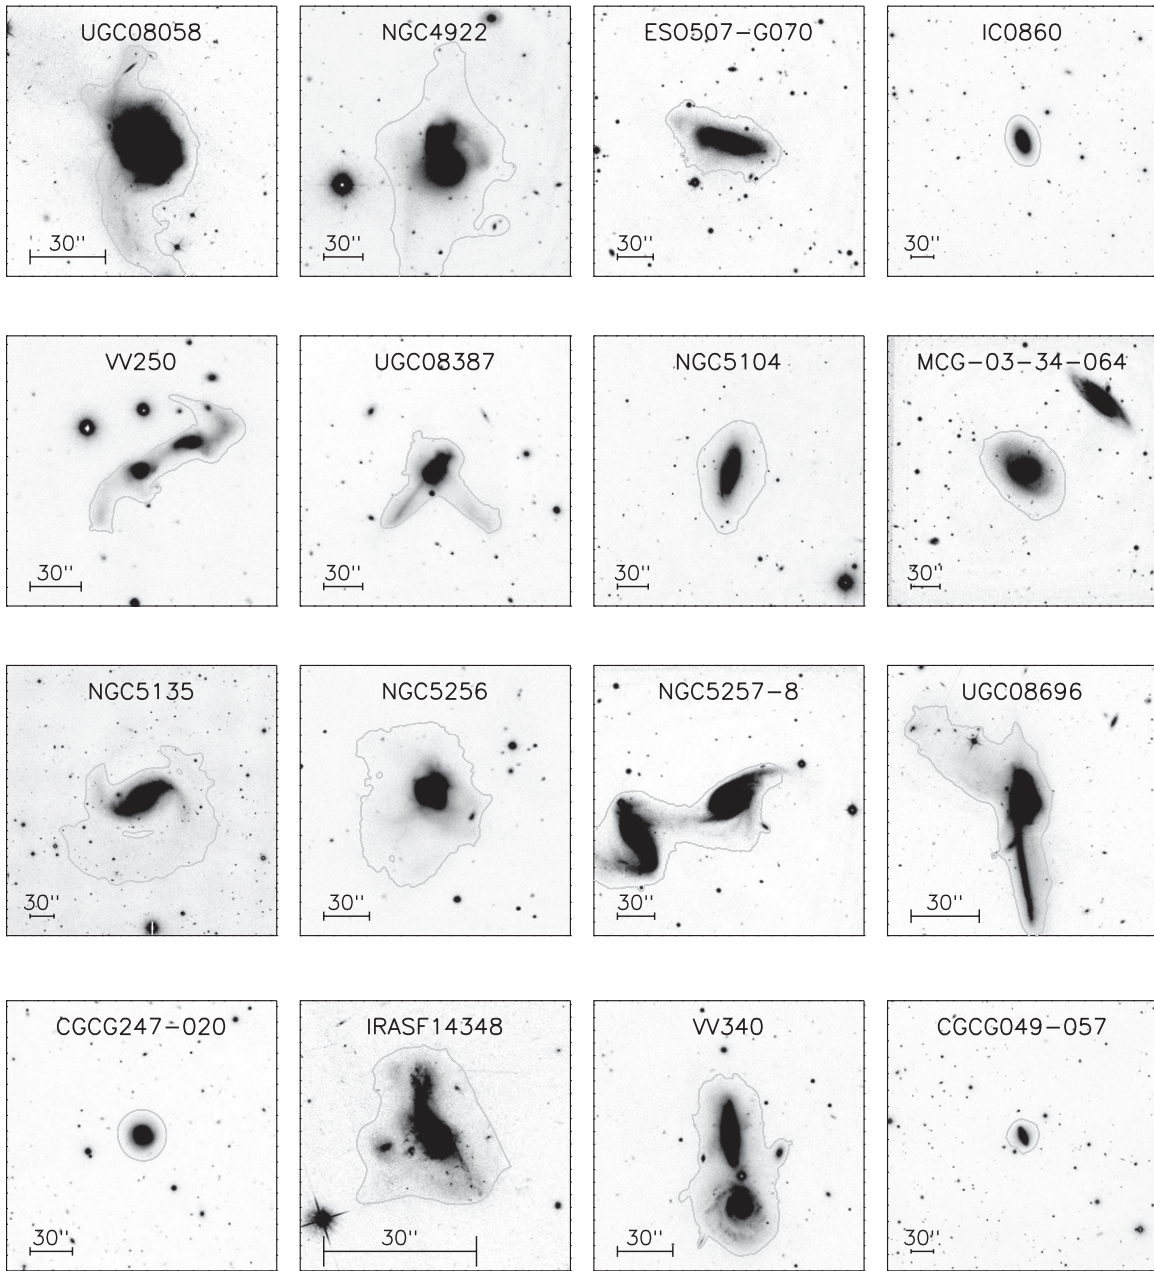 UGC08058
30''
NGC4922
30''
ESO507-G070
30''
IC0860
30''
VV250
30''
UGC08387
30''
NGC5104
30''
MCG-03-34-064
30''
NGC5135
30''
NGC5256
30''
NGC5257-8
30''
UGC08696
30''
CGCG247-020
30''
IRASF14348
30''
VV340
30''
CGCG049-057
30''